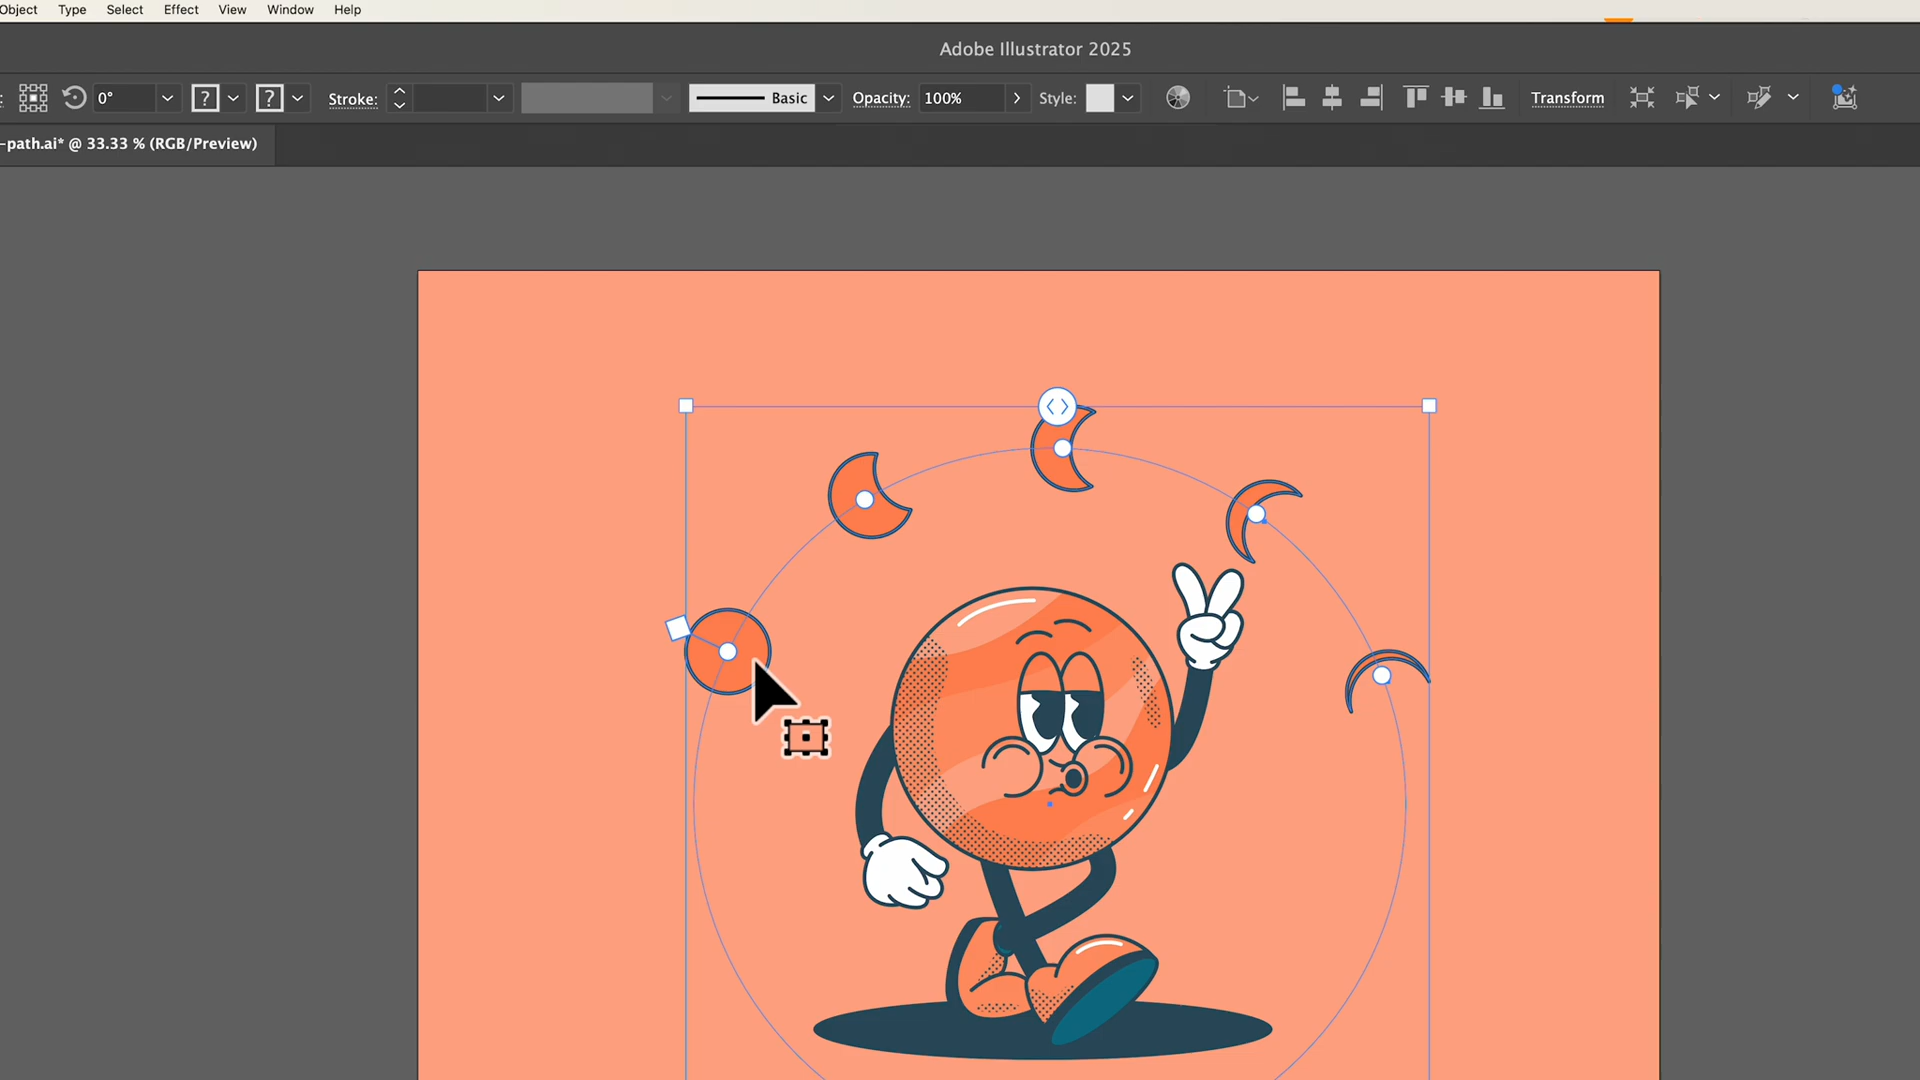 Object Type Select Effect View Window Help
Adobe Illustrator 2025
0° ? ? Stroke: Basic Opacity: 100% Style: Transform
-path.ai* @ 33.33 % (RGB/Preview)